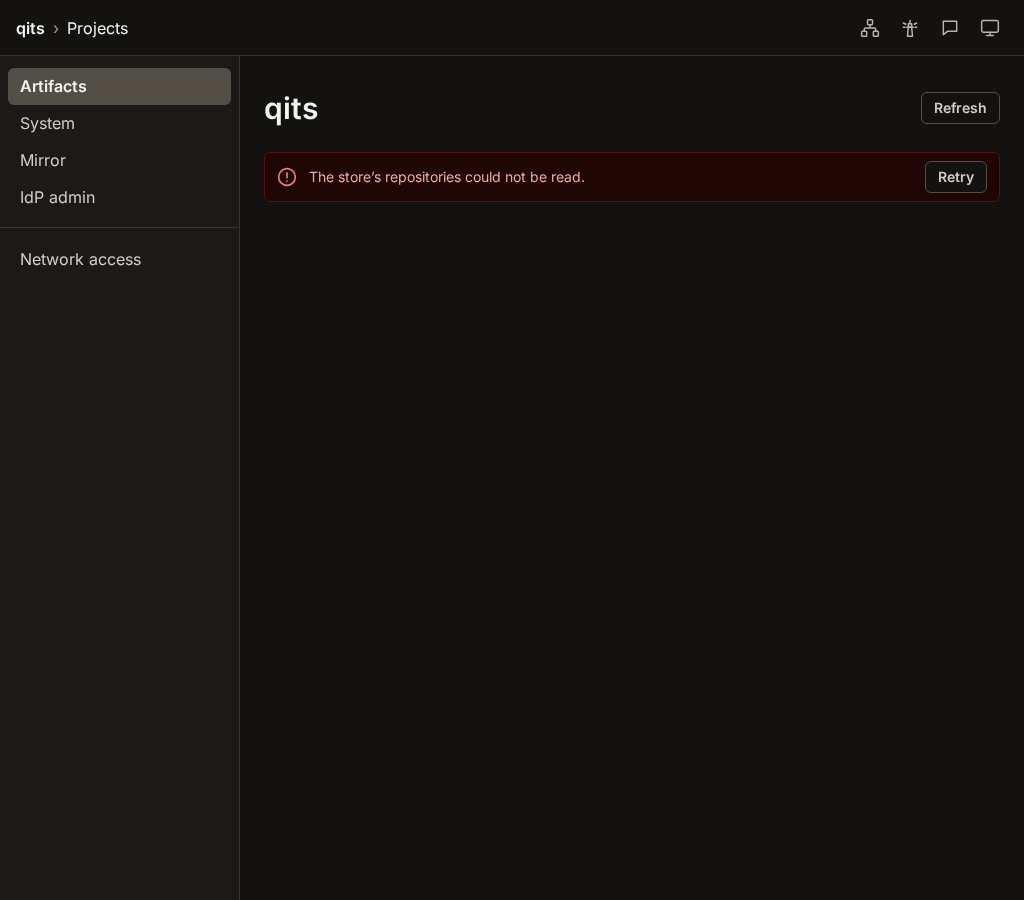 qits › Projects
Artifacts
System
Mirror
IdP admin
Network access
qits
Refresh
The store’s repositories could not be read.
Retry